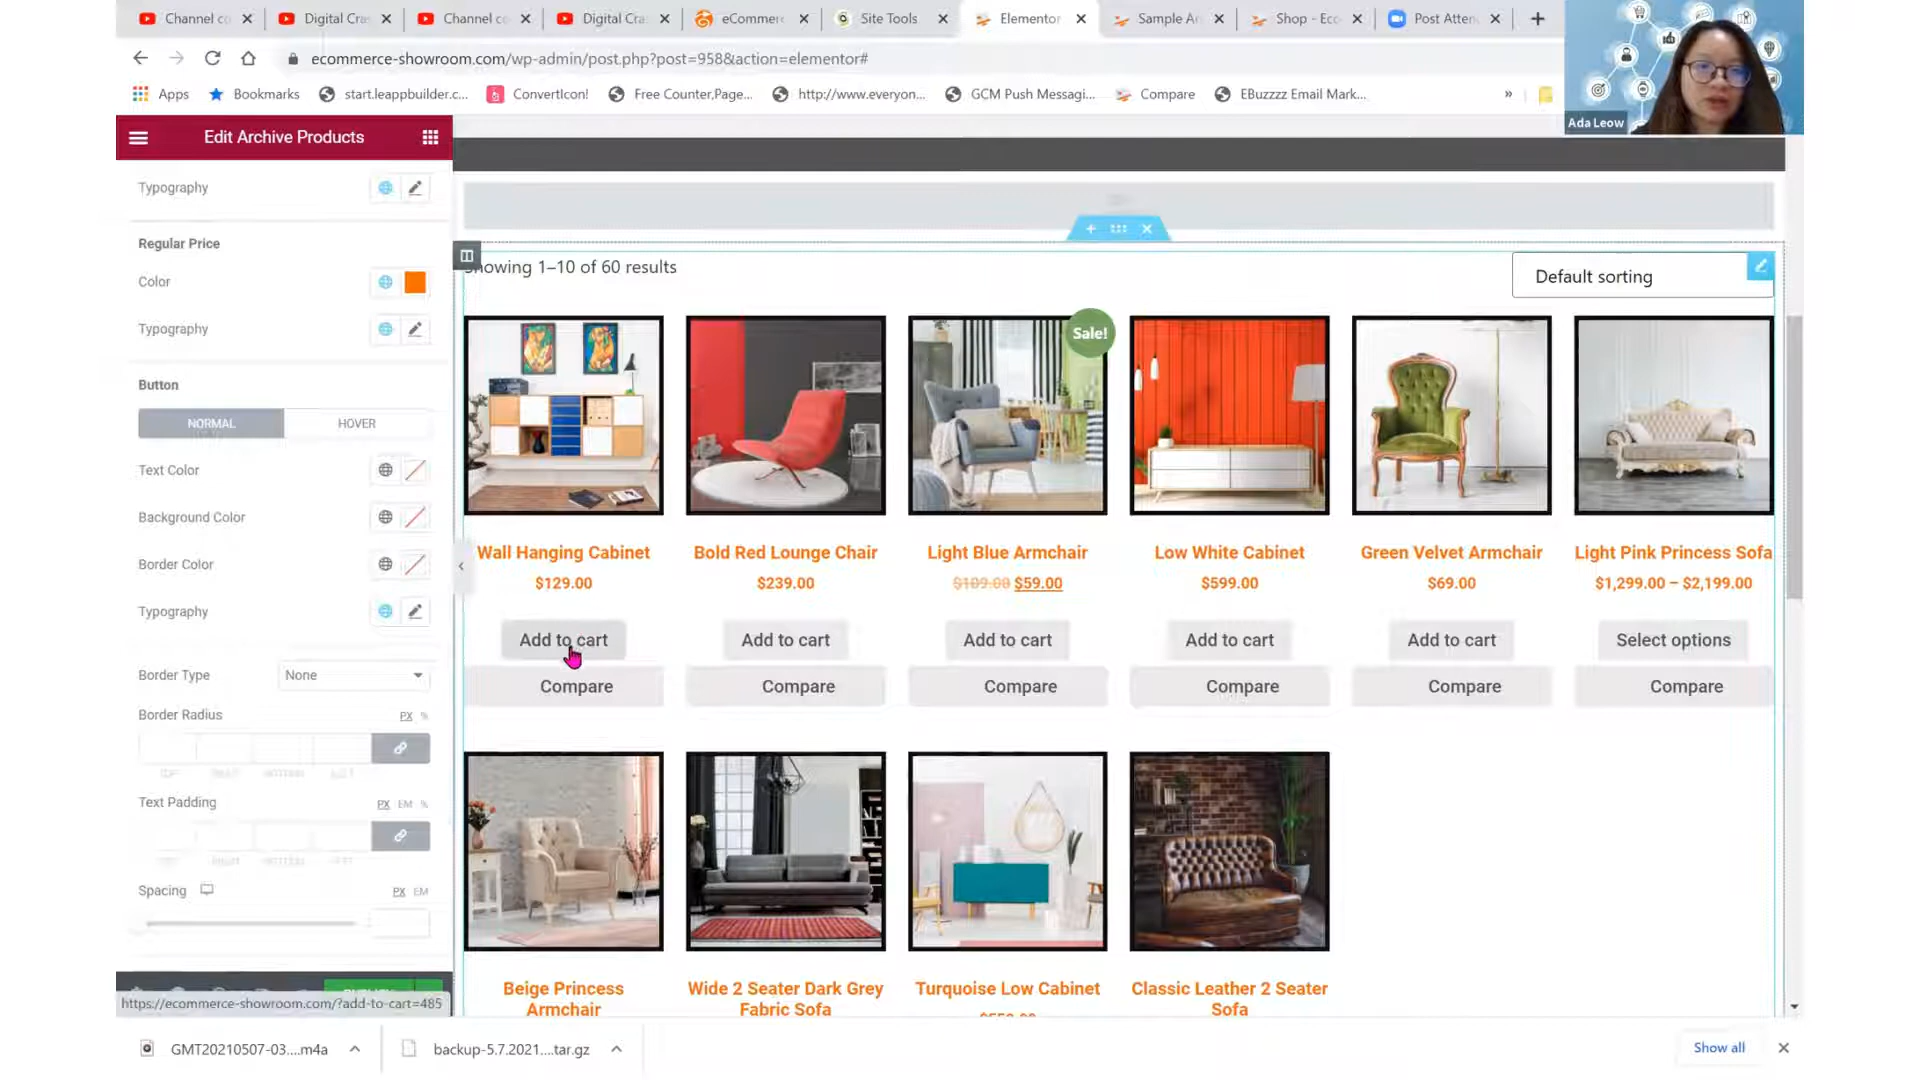 Channel co
Digital Cra
Channel co
Digital Cra
eCommer
Site Tools
Elementor
Sample Ar
Shop - Ec
Post Atten
ecommerce-showroom.com/wp-admin/post.php?post=958&action=elementor#
Apps
Bookmarks
start.leappbuilder.c...
ConvertIcon!
Free Counter,Page...
http://www.everyon...
GCM Push Messagi...
Compare
EBuzzzz Email Mark...
»
Ada Leow
Edit Archive Products
Typography
Regular Price
Color
Typography
Button
NORMAL
HOVER
Text Color
Background Color
Border Color
Typography
Border Type
None
Border Radius
PX %
Text Padding
PX EM %
Spacing
PX EM
https://ecommerce-showroom.com/?add-to-cart=485
Showing 1–10 of 60 results
Default sorting
Sale!
Wall Hanging Cabinet
$129.00
Add to cart
Compare
Bold Red Lounge Chair
$239.00
Add to cart
Compare
Light Blue Armchair
$109.00 $59.00
Add to cart
Compare
Low White Cabinet
$599.00
Add to cart
Compare
Green Velvet Armchair
$69.00
Add to cart
Compare
Light Pink Princess Sofa
$1,299.00 – $2,199.00
Select options
Compare
Beige Princess
Armchair
Wide 2 Seater Dark Grey
Fabric Sofa
Turquoise Low Cabinet
Classic Leather 2 Seater
Sofa
GMT20210507-03....m4a
backup-5.7.2021....tar.gz
Show all